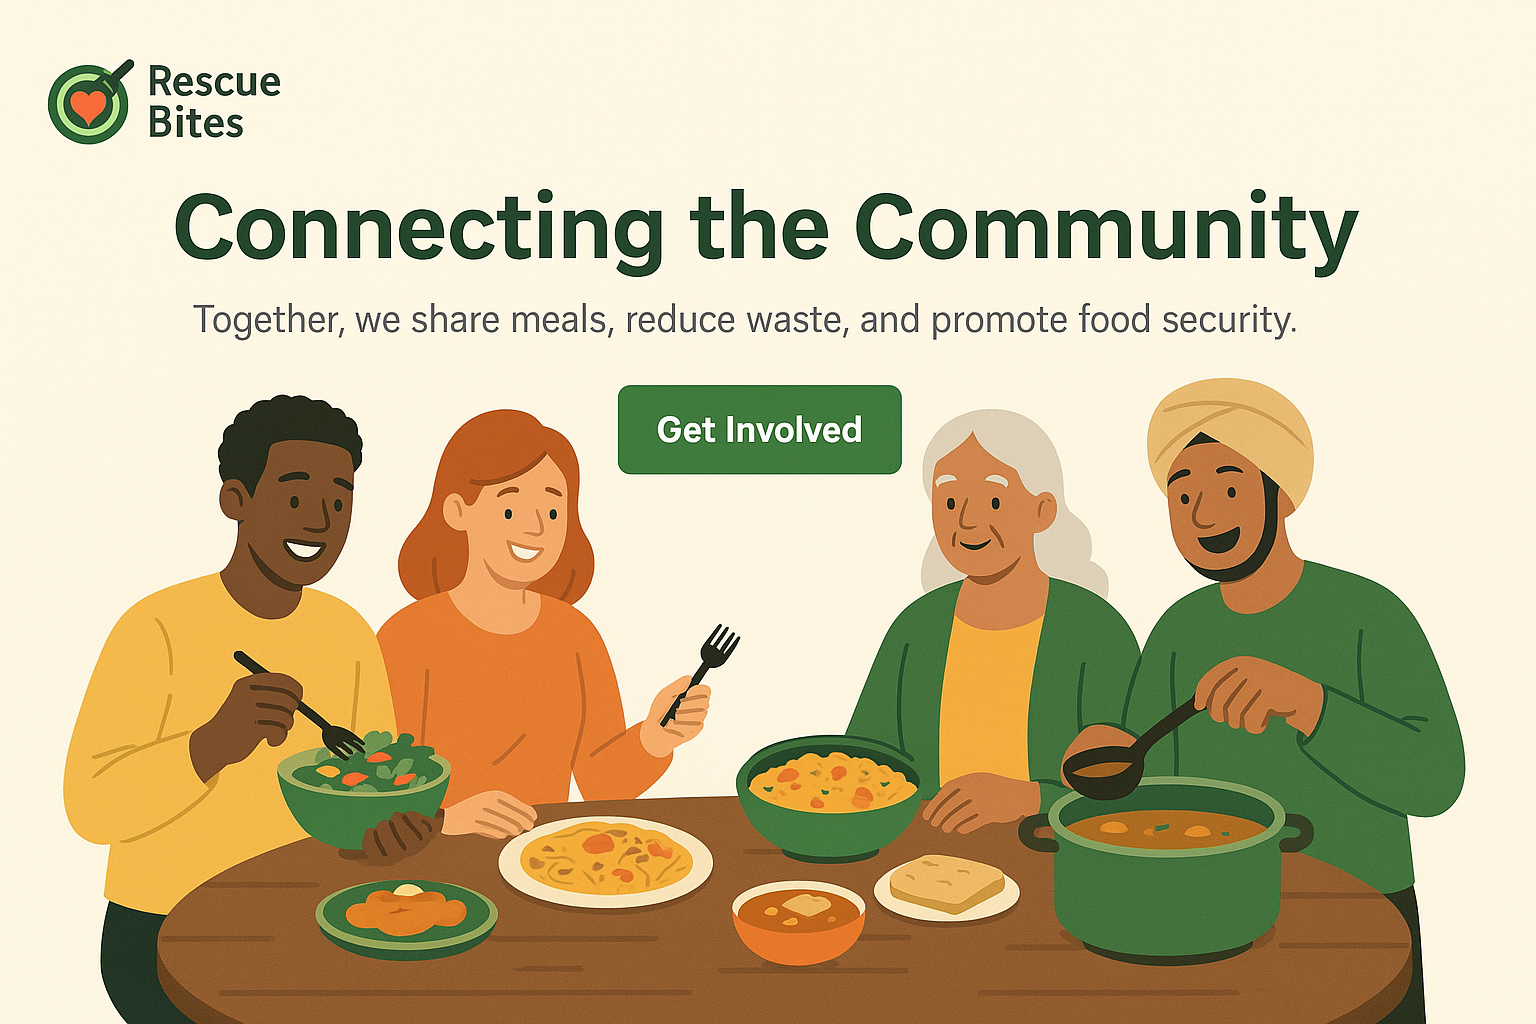 Rescue
Bites
Connecting the Community
Together, we share meals, reduce waste, and promote food security.
Get Involved